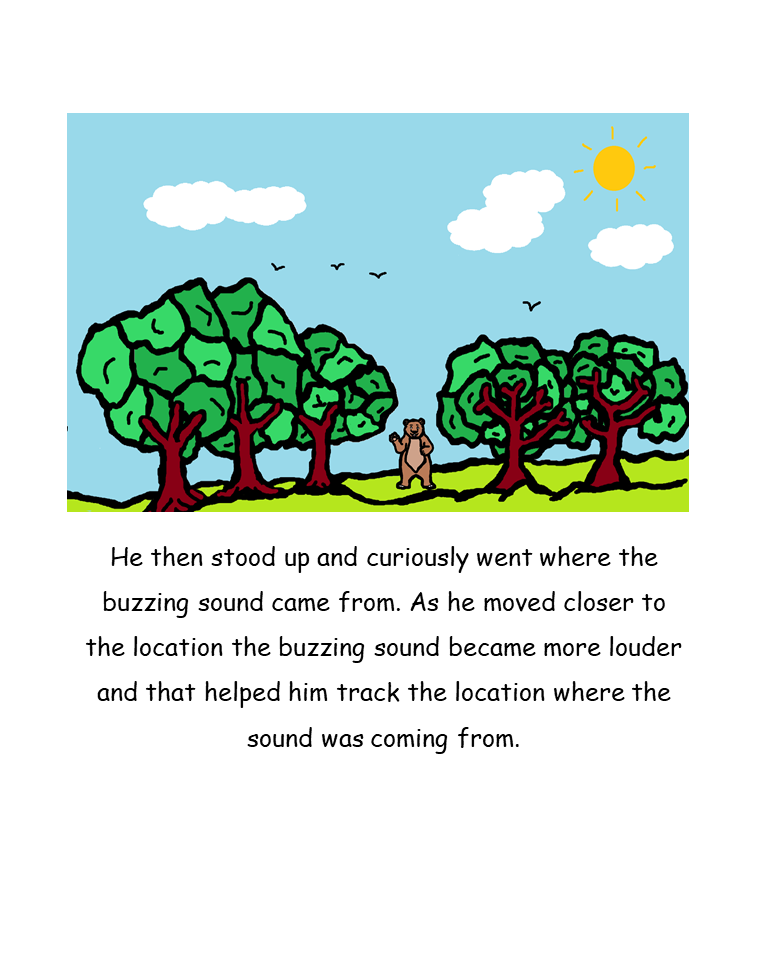 He then stood up and curiously went where the
buzzing sound came from. As he moved closer to
the location the buzzing sound became more louder
and that helped him track the location where the
sound was coming from.